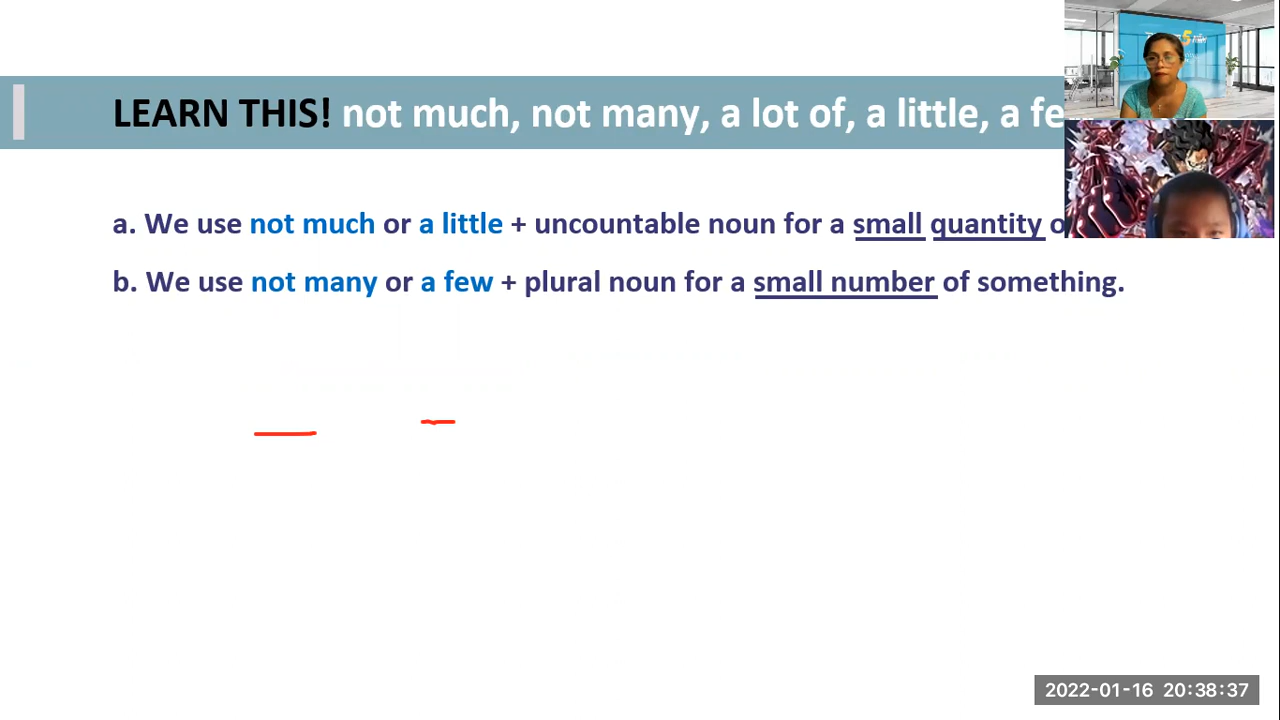 LEARN THIS! not much, not many, a lot of, a little, a fe
a. We use not much or a little + uncountable noun for a small quantity o
b. We use not many or a few + plural noun for a small number of something.
2022-01-16 20:38:37